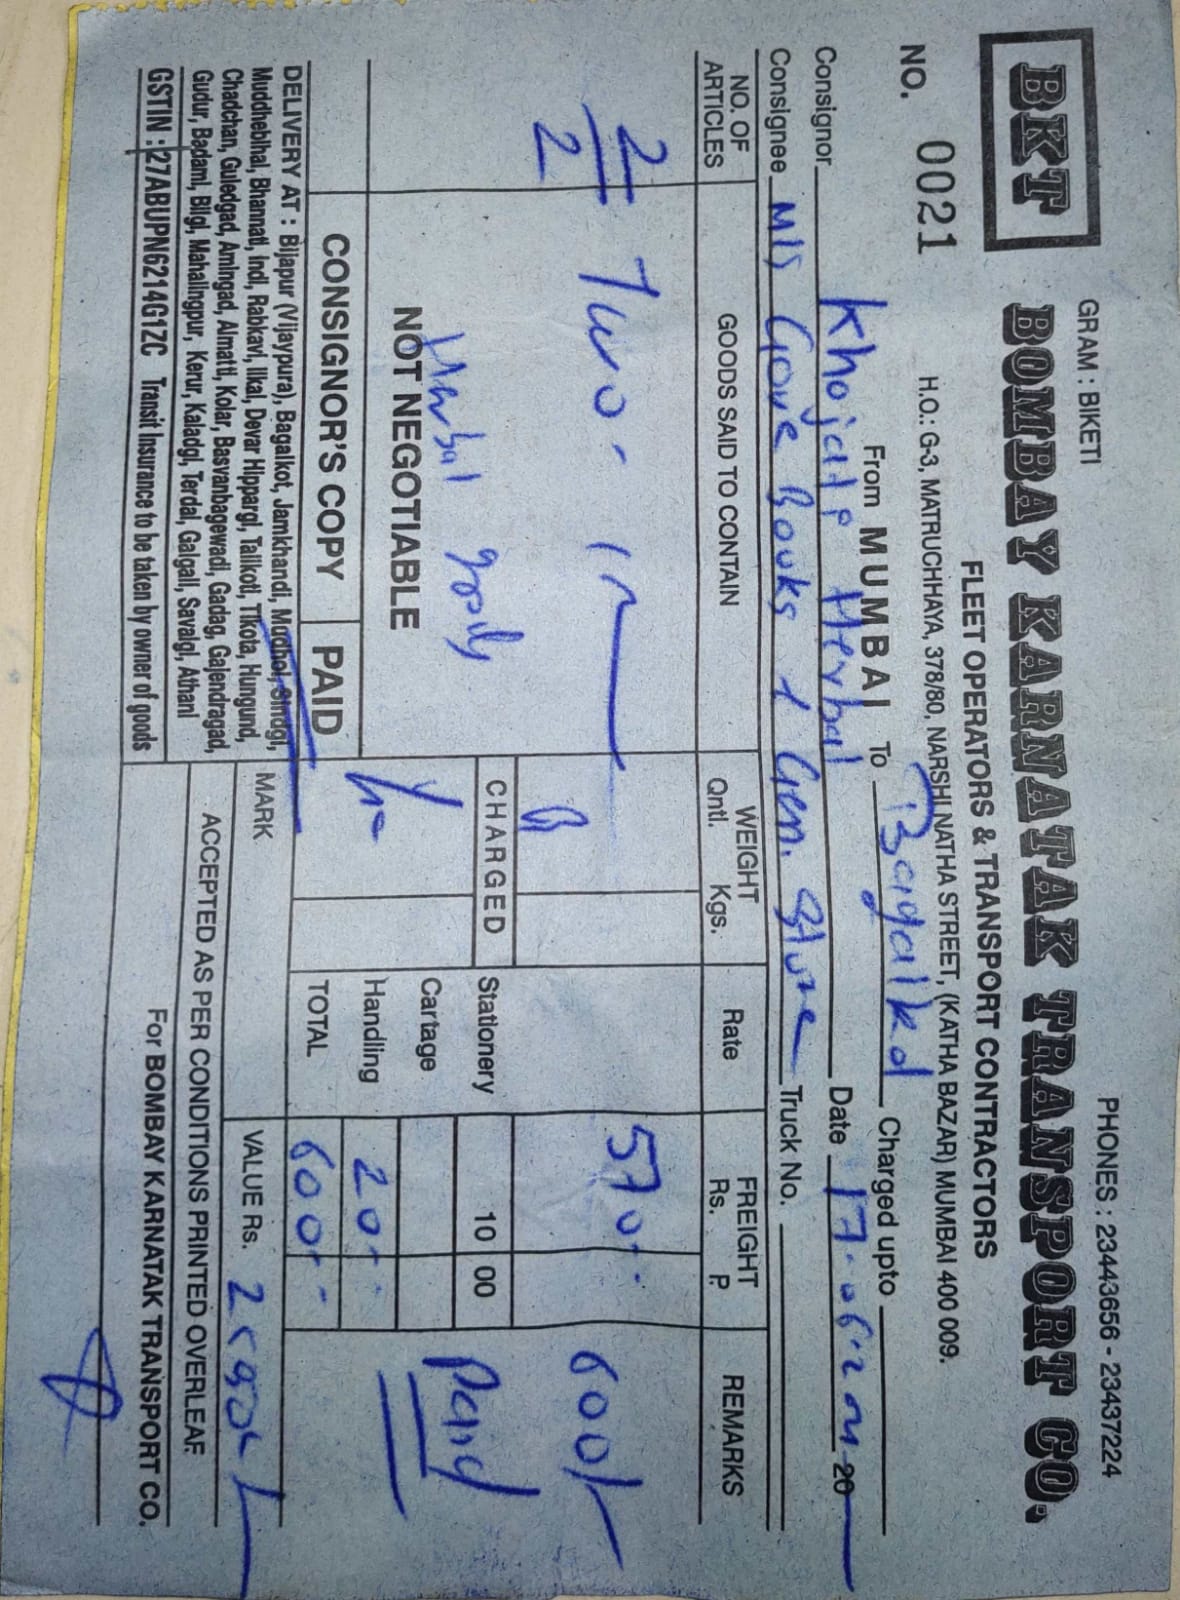 GRAM : BIKETI PHONES : 23443656 - 23437224
BKT BOMBAY KARNATAK TRANSPORT CO.
FLEET OPERATORS & TRANSPORT CONTRACTORS
H.O.: G-3, MATRUCHHAYA, 378/80, NARSHI NATHA STREET, (KATHA BAZAR) MUMBAI 400 009.
NO. 0021 From MUMBAI To Bagalkot Charged upto
Consignor Khojati Herbal Date 17.06.2 20
Consignee M/s Goye Books & Gen. Store Truck No.
NO. OF ARTICLES GOODS SAID TO CONTAIN WEIGHT Qntl. Kgs. Rate FREIGHT Rs. P. REMARKS
2/2 Two 570 600/-
CHARGED Stationery 10 00
Herbal goods Cartage Paid
NOT NEGOTIABLE Handling 20
CONSIGNOR'S COPY PAID TOTAL 600
DELIVERY AT : Bijapur (Vijaypura), Bagalkot, Jamkhandi, Mudhol, Sindgi,
Muddheblhal, Bhannati, Indi, Rabkavi, Ilkal, Devar Hippargi, Talikoti, Tikota, Hungund,
Chadchan, Guledgad, Amingad, Almatti, Kolar, Basvanbagewadi, Gadag, Gajendragad,
Gudur, Badami, Bilgi, Mahalingpur, Kerur, Kaladgi, Terdal, Galgali, Savalgi, Athani
MARK VALUE Rs.
GSTIN : 27ABUPN6214G1ZC Transit Insurance to be taken by owner of goods
ACCEPTED AS PER CONDITIONS PRINTED OVERLEAF.
For BOMBAY KARNATAK TRANSPORT CO.